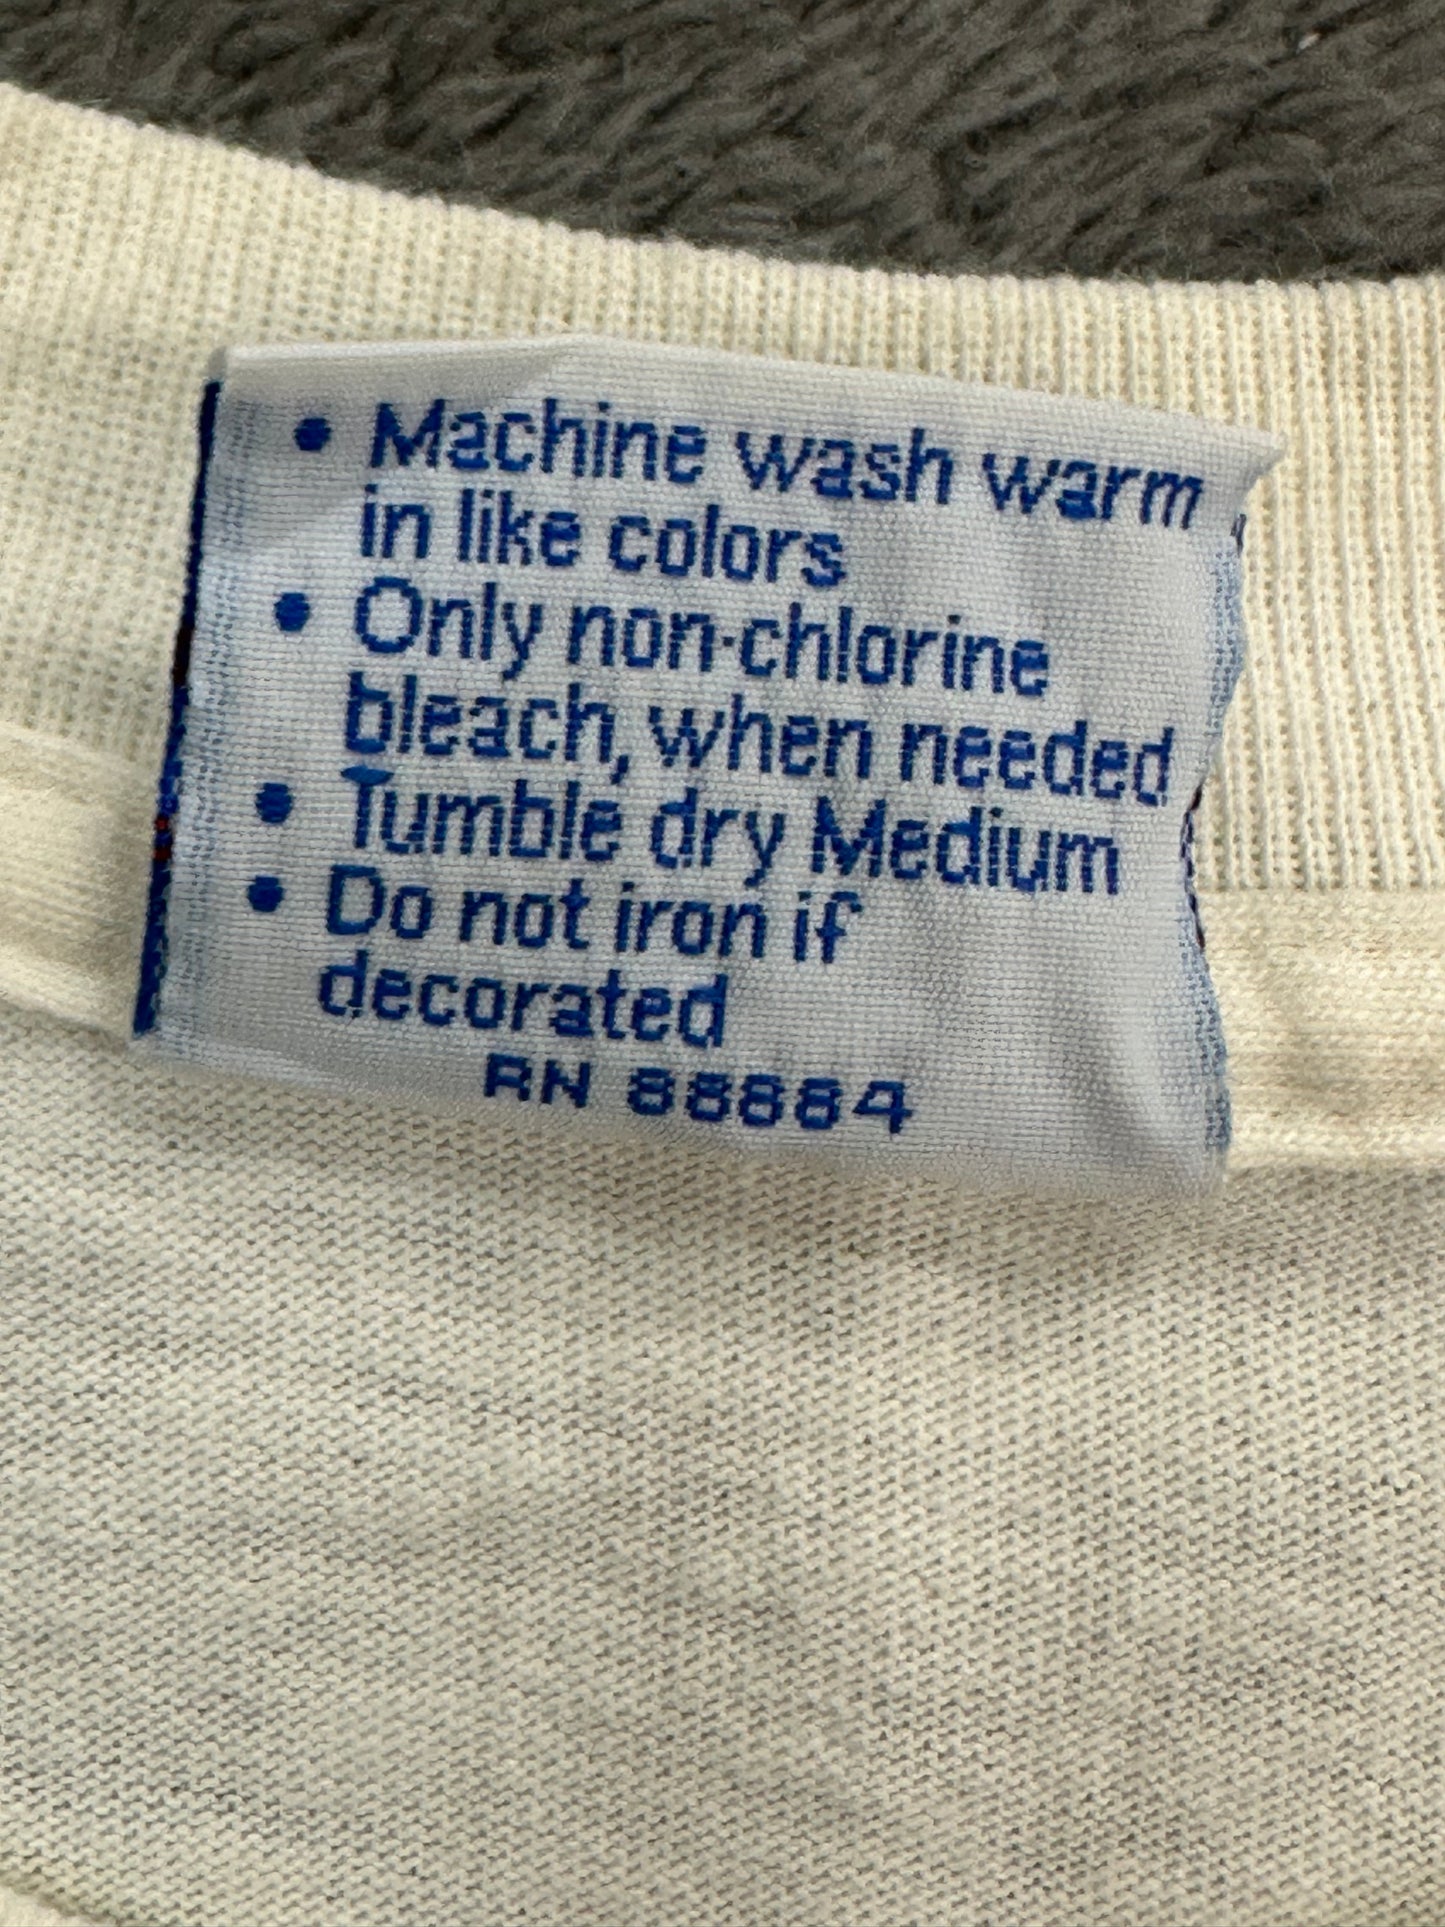 • Machine wash warm
in like colors
• Only non-chlorine
bleach, when needed
• Tumble dry Medium
• Do not iron if
decorated
RN 88884